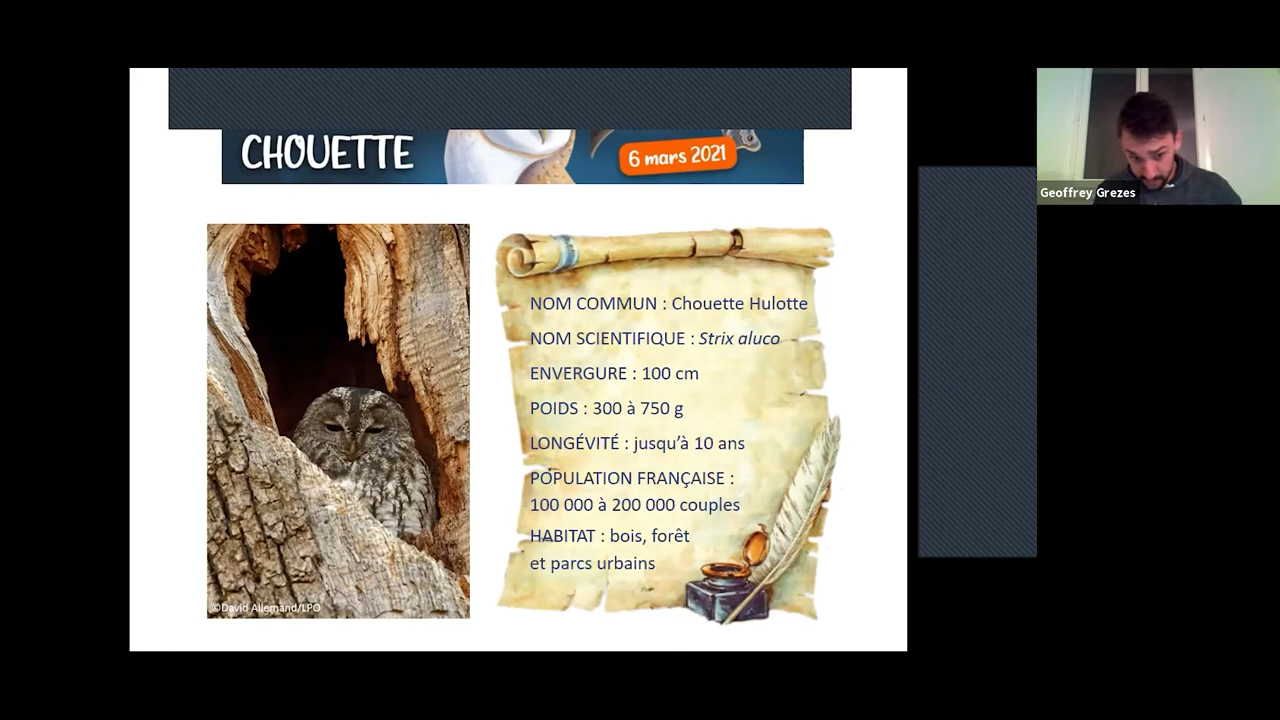 CHOUETTE
6 mars 2021
NOM COMMUN : Chouette Hulotte
NOM SCIENTIFIQUE : Strix aluco
ENVERGURE : 100 cm
POIDS : 300 à 750 g
LONGÉVITÉ : jusqu'à 10 ans
POPULATION FRANÇAISE :
100 000 à 200 000 couples
HABITAT : bois, forêt
et parcs urbains
©David Allemand/LPO
Geoffrey Grezes